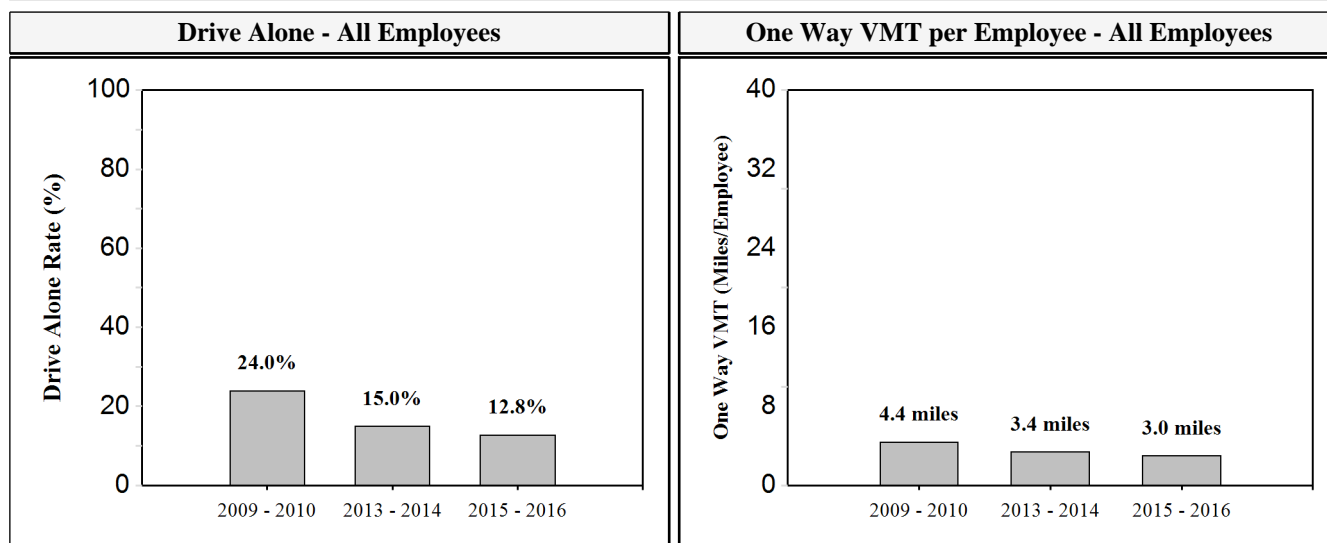 Drive Alone - All Employees
Drive Alone Rate (%)
100
80
60
40
20
0
24.0%
15.0%
12.8%
2009 - 2010
2013 - 2014
2015 - 2016
One Way VMT per Employee - All Employees
One Way VMT (Miles/Employee)
40
32
24
16
8
0
4.4 miles
3.4 miles
3.0 miles
2009 - 2010
2013 - 2014
2015 - 2016